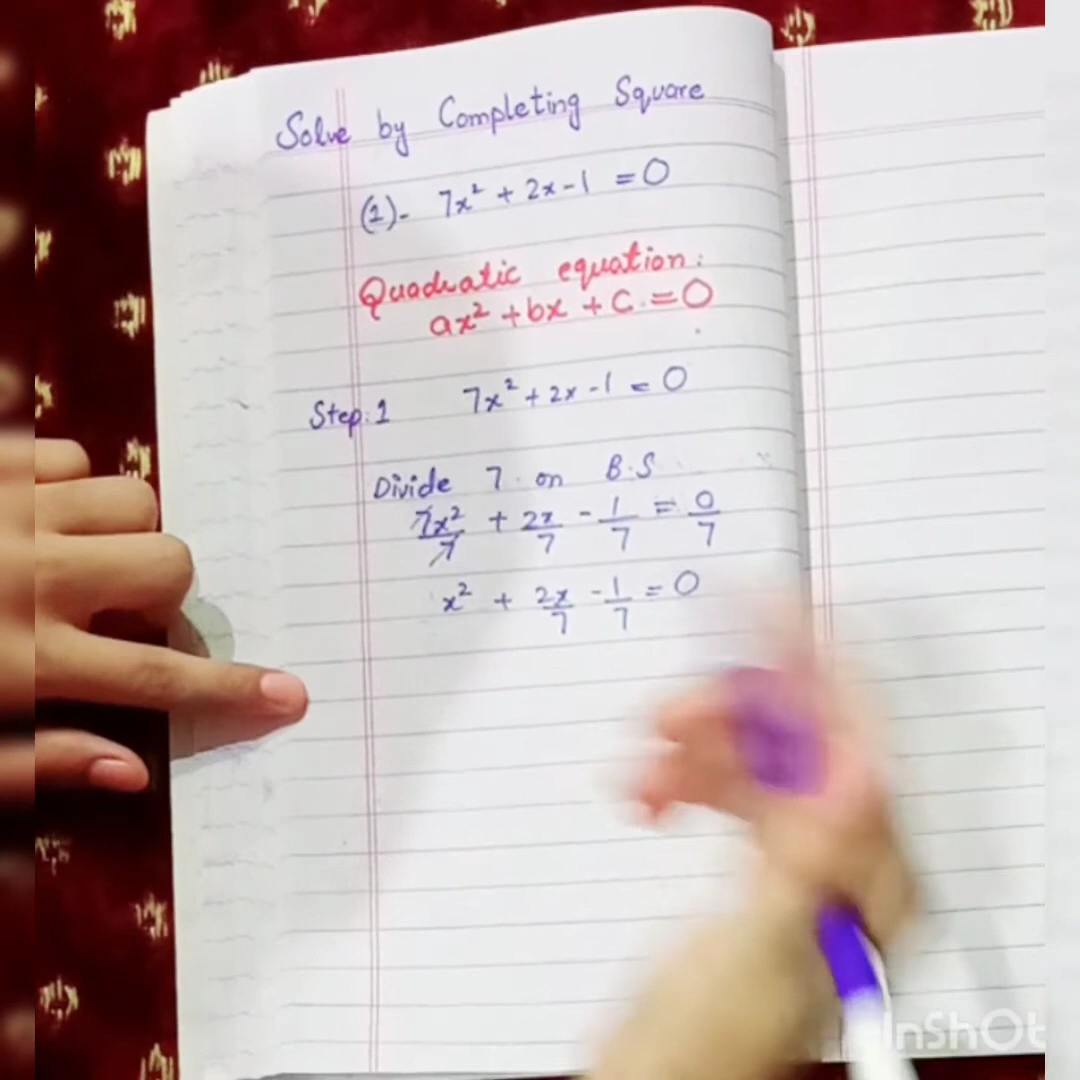 Solve by Completing Square
(1)- 7x² + 2x - 1 = 0
Quadratic equation:
ax² + bx + C = 0
Step:1 7x² + 2x - 1 = 0
Divide 7 on B.S
7x²/7 + 2x/7 - 1/7 = 0/7
x² + 2x/7 - 1/7 = 0
InShOt